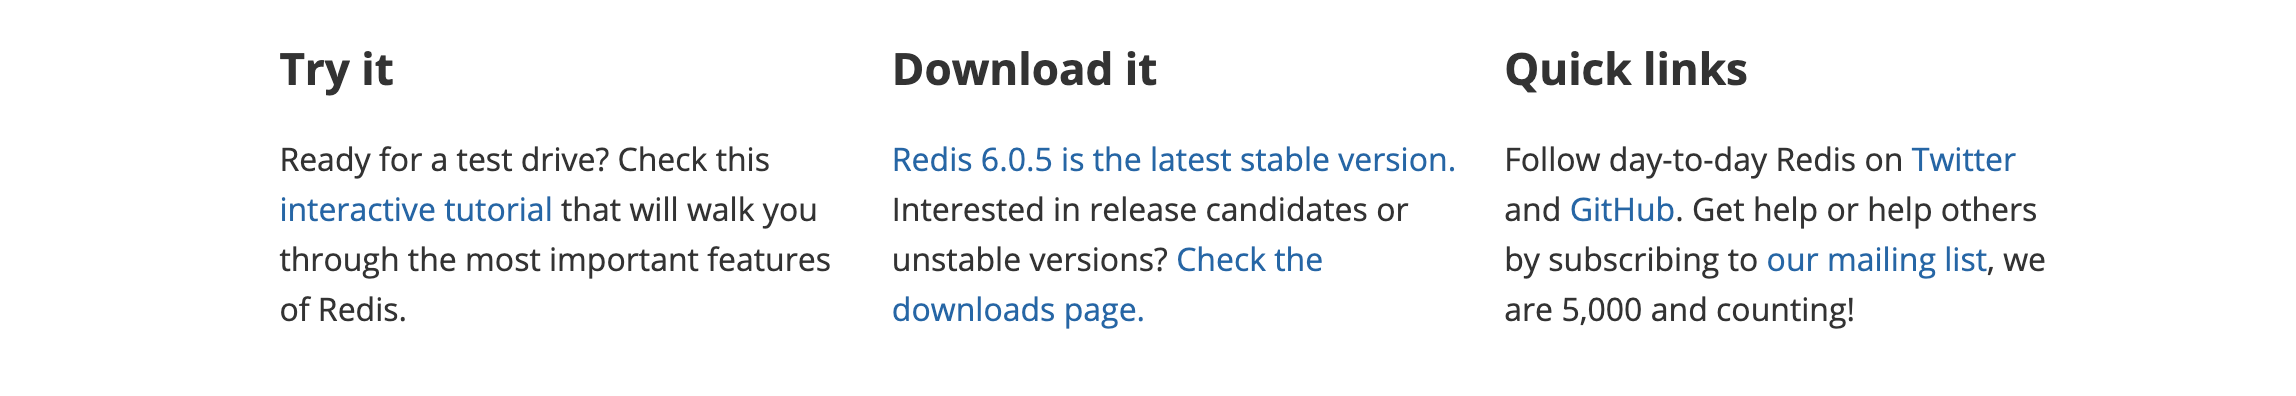 Try it
Ready for a test drive? Check this
interactive tutorial that will walk you
through the most important features
of Redis.
Download it
Redis 6.0.5 is the latest stable version.
Interested in release candidates or
unstable versions? Check the
downloads page.
Quick links
Follow day-to-day Redis on Twitter
and GitHub. Get help or help others
by subscribing to our mailing list, we
are 5,000 and counting!